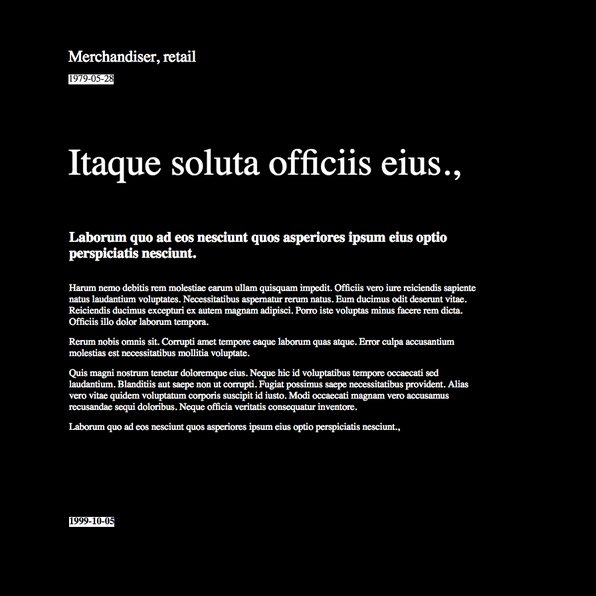 Merchandiser, retail
1979-05-28
Itaque soluta officiis eius.,
Laborum quo ad eos nesciunt quos asperiores ipsum eius optio
perspiciatis nesciunt.
Harum nemo debitis rem molestiae earum ullam quisquam impedit. Officiis vero iure reiciendis sapiente
natus laudantium voluptates. Necessitatibus aspernatur rerum natus. Eum ducimus odit deserunt vitae.
Reiciendis ducimus excepturi ex autem magnam adipisci. Porro iste voluptas minus facere rem dicta.
Officiis illo dolor laborum tempora.
Rerum nobis omnis sit. Corrupti amet tempore eaque laborum quas atque. Error culpa accusantium
molestias est necessitatibus mollitia voluptate.
Quis magni nostrum tenetur doloremque eius. Neque hic id voluptatibus tempore occaecati sed
laudantium. Blanditiis aut saepe non ut corrupti. Fugiat possimus saepe necessitatibus provident. Alias
vero vitae quidem voluptatum corporis suscipit id iusto. Modi occaecati magnam vero accusamus
recusandae sequi doloribus. Neque officia veritatis consequatur inventore.
Laborum quo ad eos nesciunt quos asperiores ipsum eius optio perspiciatis nesciunt.,
1999-10-05